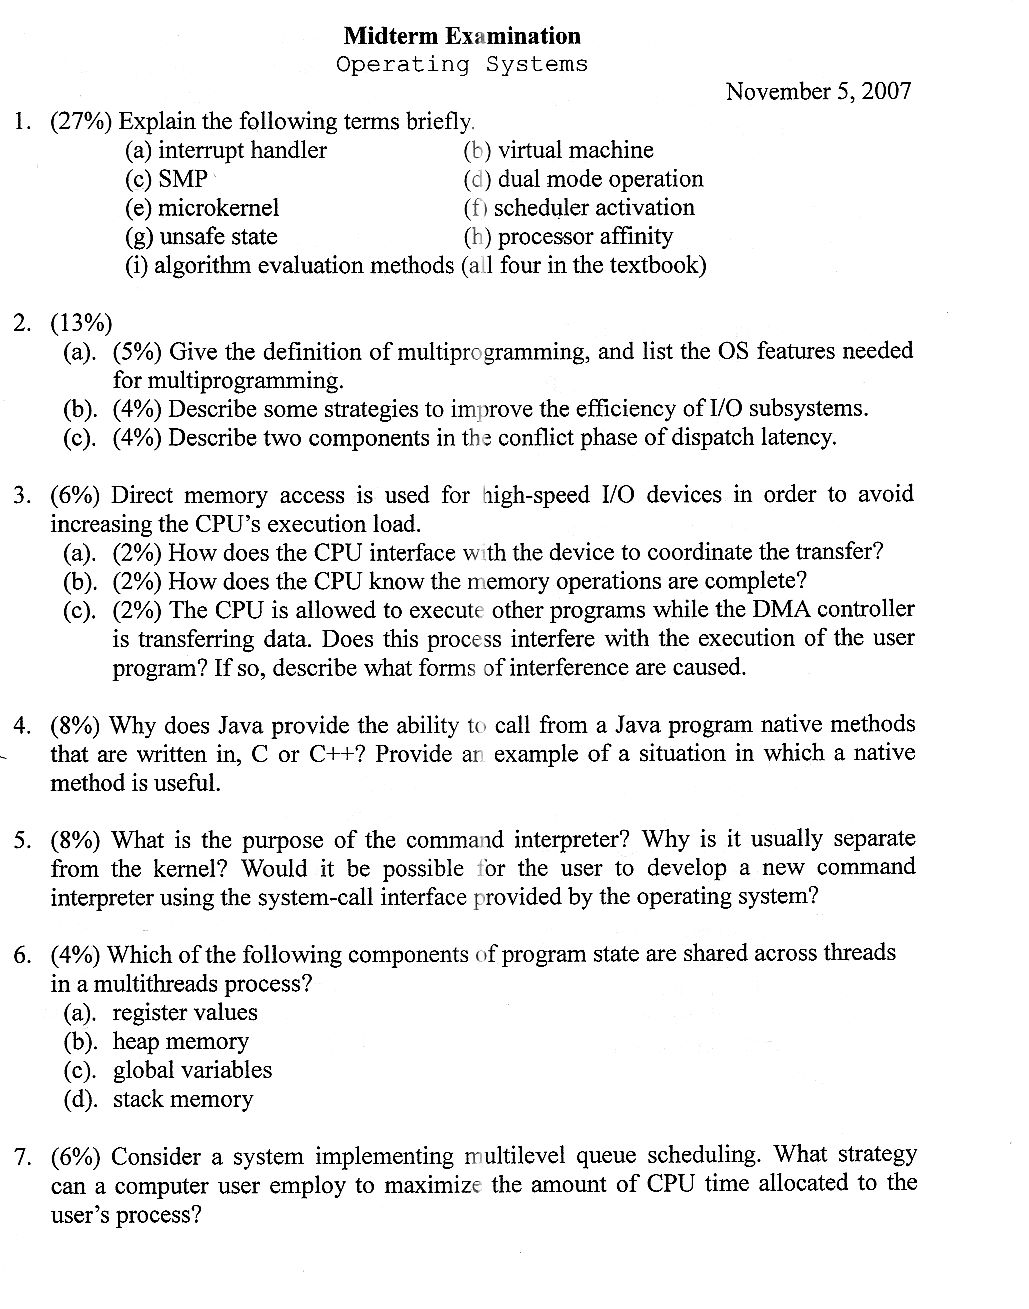 Midterm Examination
Operating Systems
November 5, 2007
1. (27%) Explain the following terms briefly.
(a) interrupt handler (b) virtual machine
(c) SMP (d) dual mode operation
(e) microkernel (f) scheduler activation
(g) unsafe state (h) processor affinity
(i) algorithm evaluation methods (all four in the textbook)
2. (13%)
(a). (5%) Give the definition of multiprogramming, and list the OS features needed
for multiprogramming.
(b). (4%) Describe some strategies to improve the efficiency of I/O subsystems.
(c). (4%) Describe two components in the conflict phase of dispatch latency.
3. (6%) Direct memory access is used for high-speed I/O devices in order to avoid
increasing the CPU's execution load.
(a). (2%) How does the CPU interface with the device to coordinate the transfer?
(b). (2%) How does the CPU know the memory operations are complete?
(c). (2%) The CPU is allowed to execute other programs while the DMA controller
is transferring data. Does this process interfere with the execution of the user
program? If so, describe what forms of interference are caused.
4. (8%) Why does Java provide the ability to call from a Java program native methods
that are written in, C or C++? Provide an example of a situation in which a native
method is useful.
5. (8%) What is the purpose of the command interpreter? Why is it usually separate
from the kernel? Would it be possible for the user to develop a new command
interpreter using the system-call interface provided by the operating system?
6. (4%) Which of the following components of program state are shared across threads
in a multithreads process?
(a). register values
(b). heap memory
(c). global variables
(d). stack memory
7. (6%) Consider a system implementing multilevel queue scheduling. What strategy
can a computer user employ to maximize the amount of CPU time allocated to the
user's process?